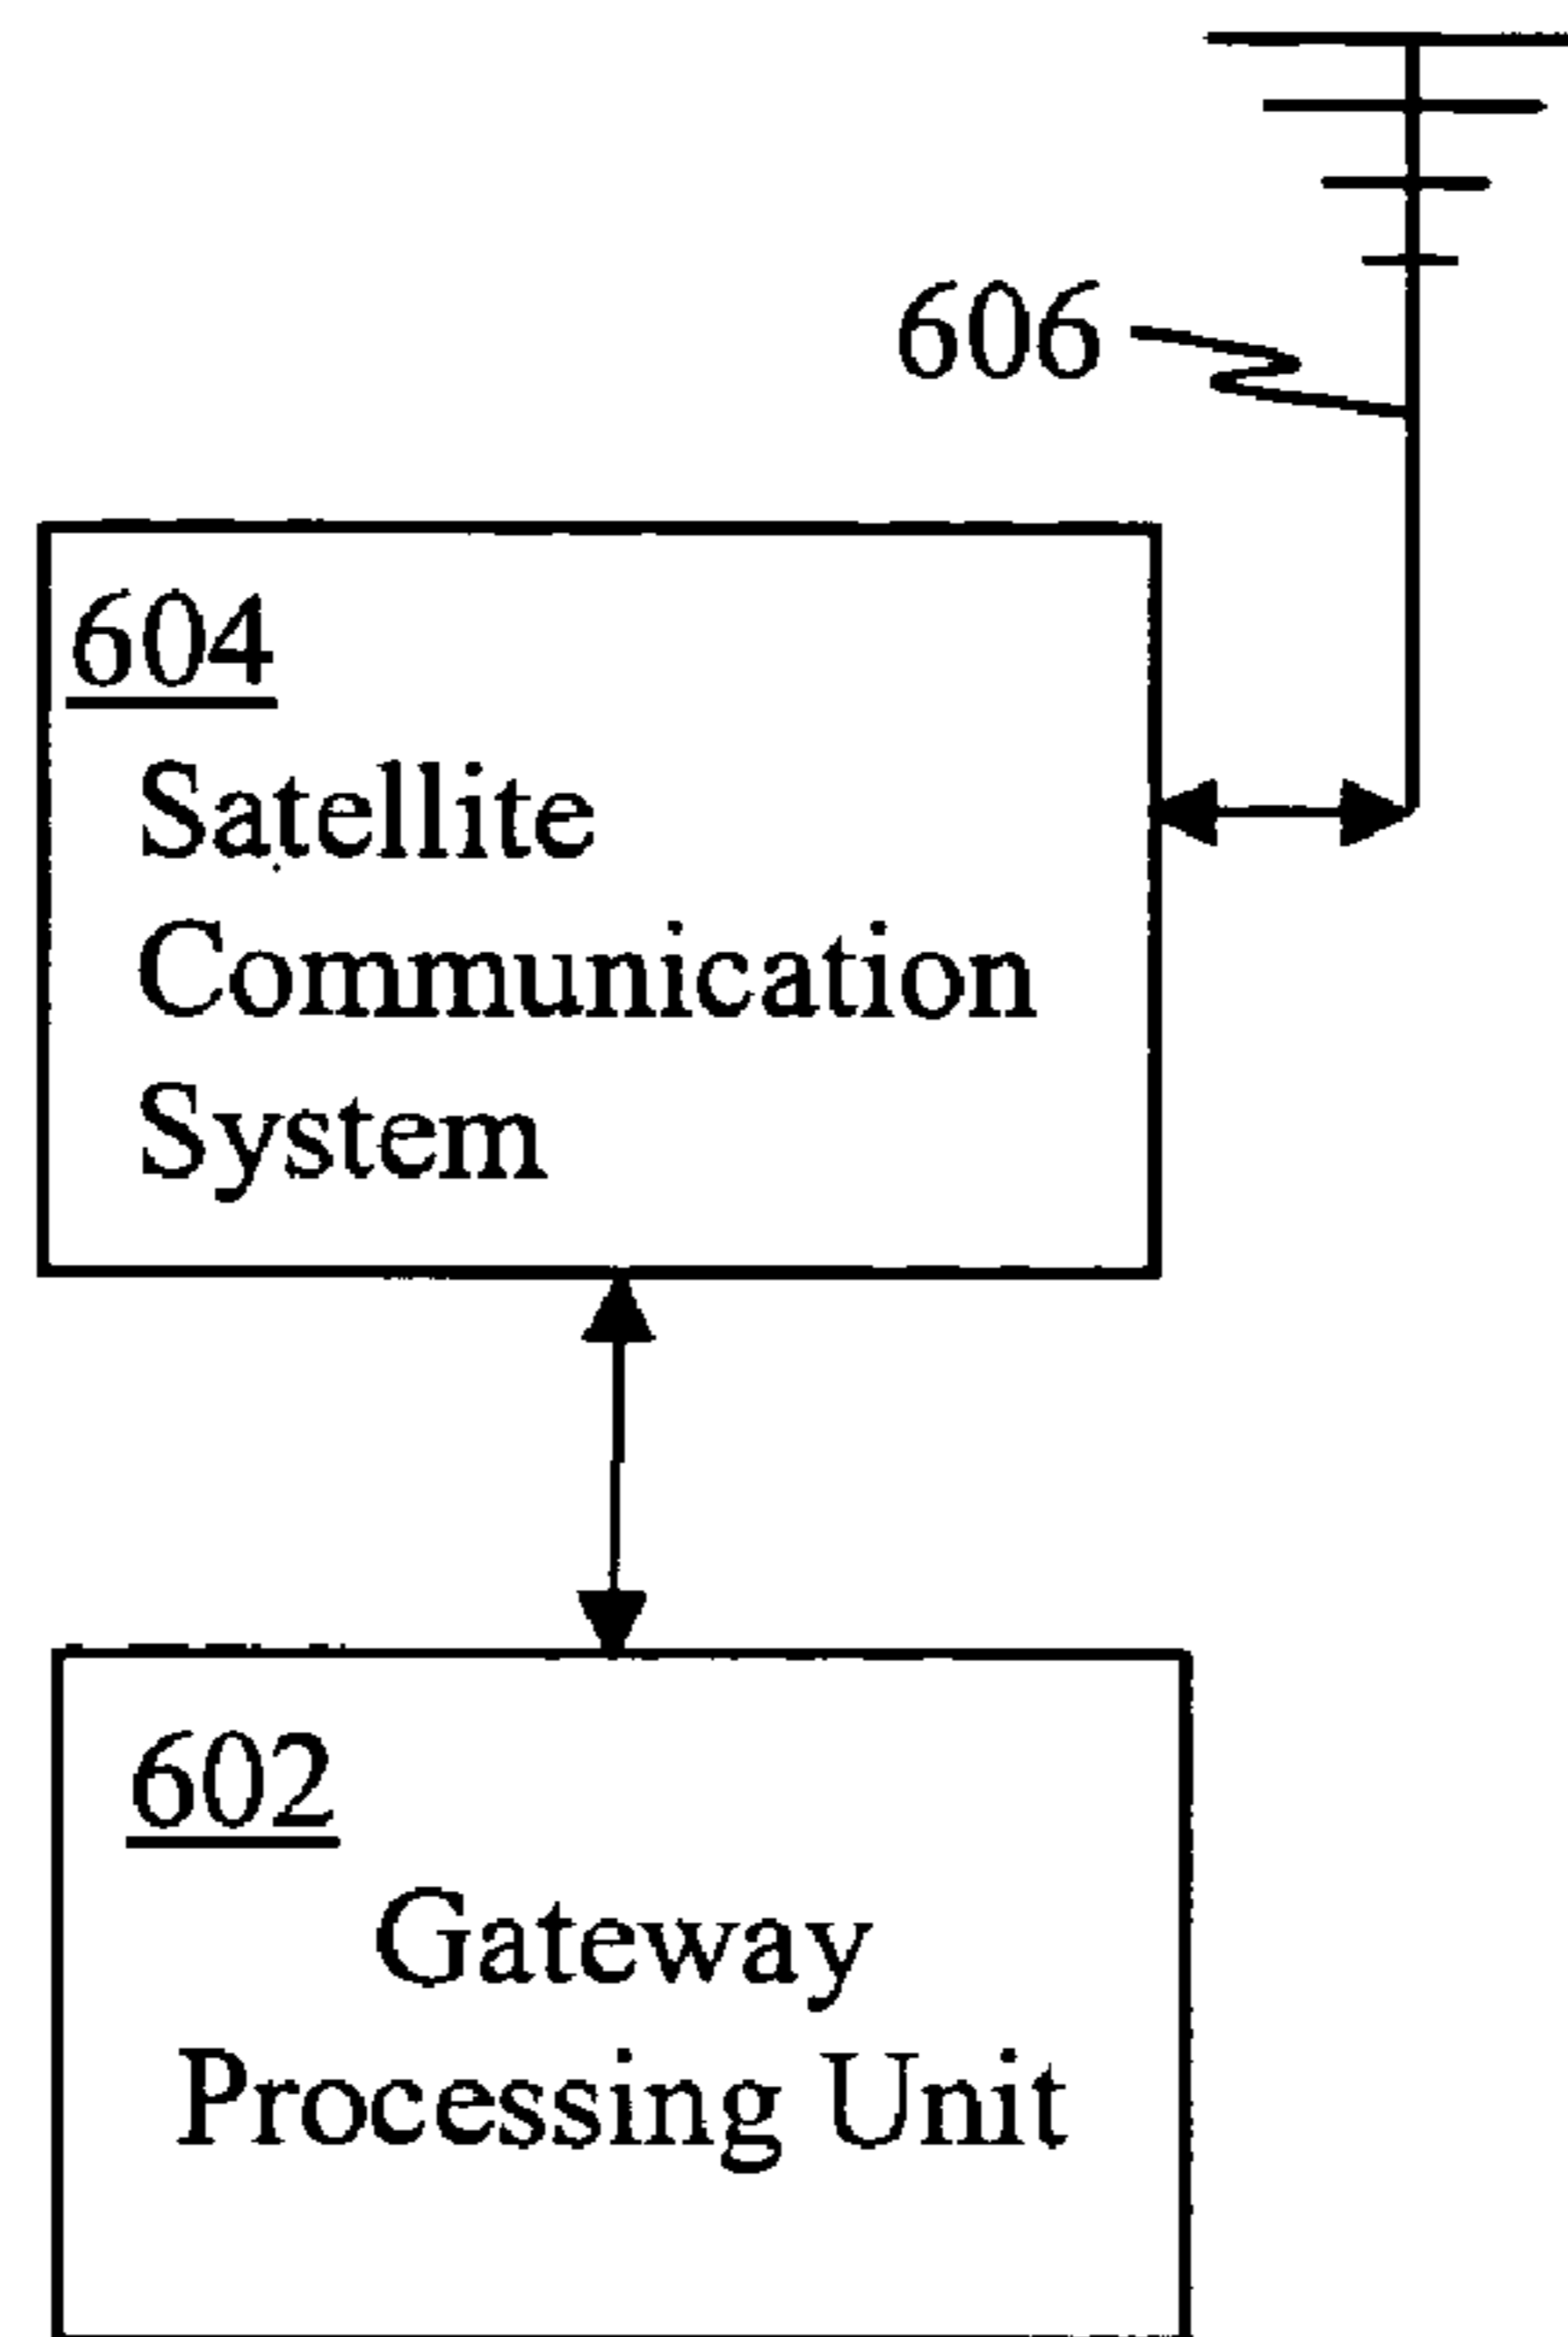 606
604
Satellite
Communication
System
602
Gateway
Processing Unit